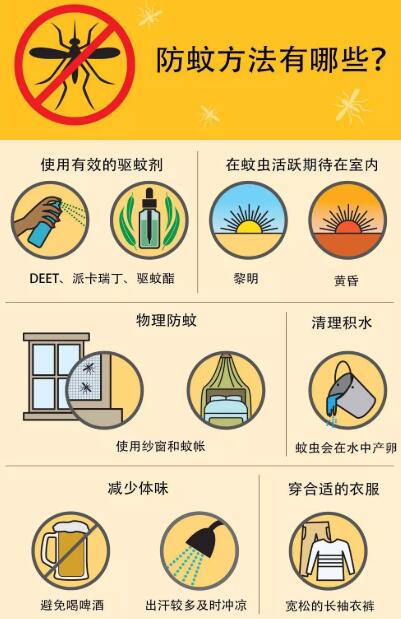 防蚊方法有哪些？
使用有效的驱蚊剂
在蚊虫活跃期待在室内
DEET、派卡瑞丁、驱蚊酯
黎明
黄昏
物理防蚊
清理积水
使用纱窗和蚊帐
蚊虫会在水中产卵
减少体味
穿合适的衣服
避免喝啤酒
出汗较多及时冲凉
宽松的长袖衣裤